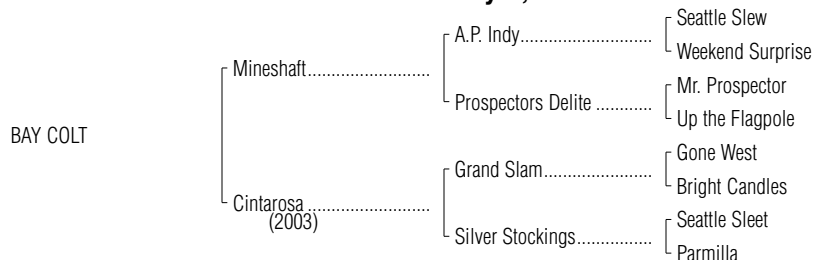 Seattle Slew
A.P. Indy
Weekend Surprise
Mineshaft
Mr. Prospector
Prospectors Delite
Up the Flagpole
BAY COLT
Gone West
Grand Slam
Bright Candles
Cintarosa
(2003)
Seattle Sleet
Silver Stockings
Parmilla